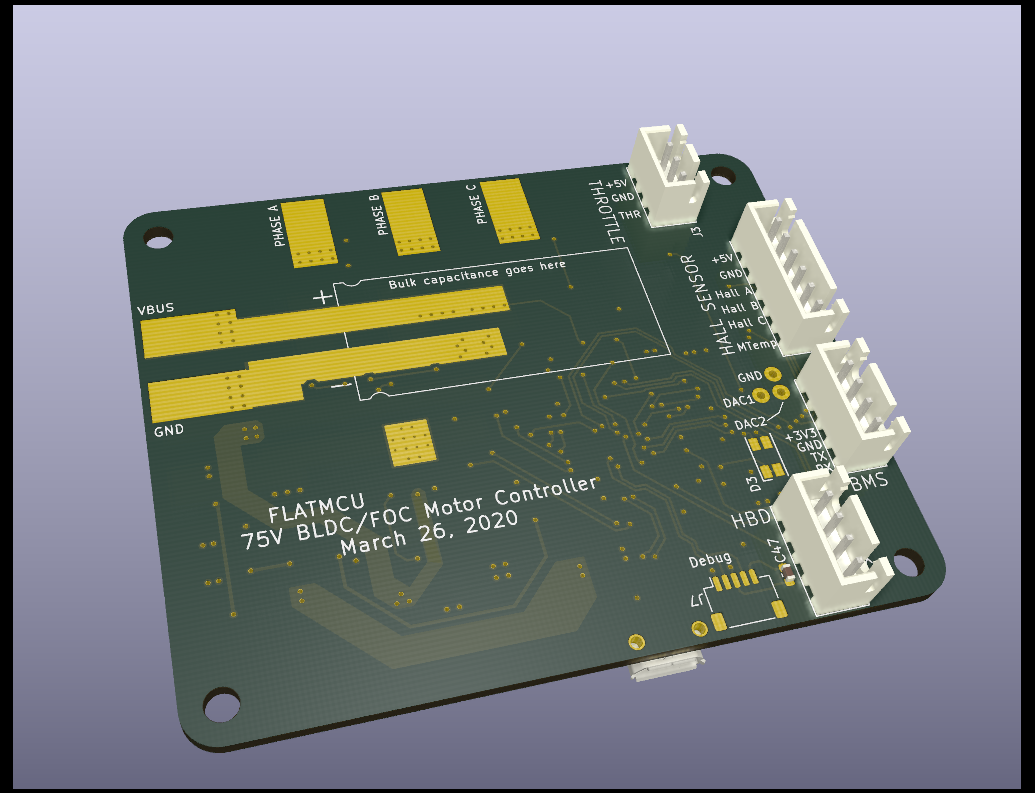 PHASE A
PHASE B
PHASE C
THROTTLE
+5V
GND
THR
J3
VBUS
+
Bulk capacitance goes here
HALL SENSOR
+5V
GND
Hall A
Hall B
Hall C
MTemp
GND
GND
DAC1
DAC2
+3V3
GND
TX
RX
D3
BMS
FLATMCU
75V BLDC/FOC Motor Controller
March 26, 2020
HBD
C47
Debug
J7